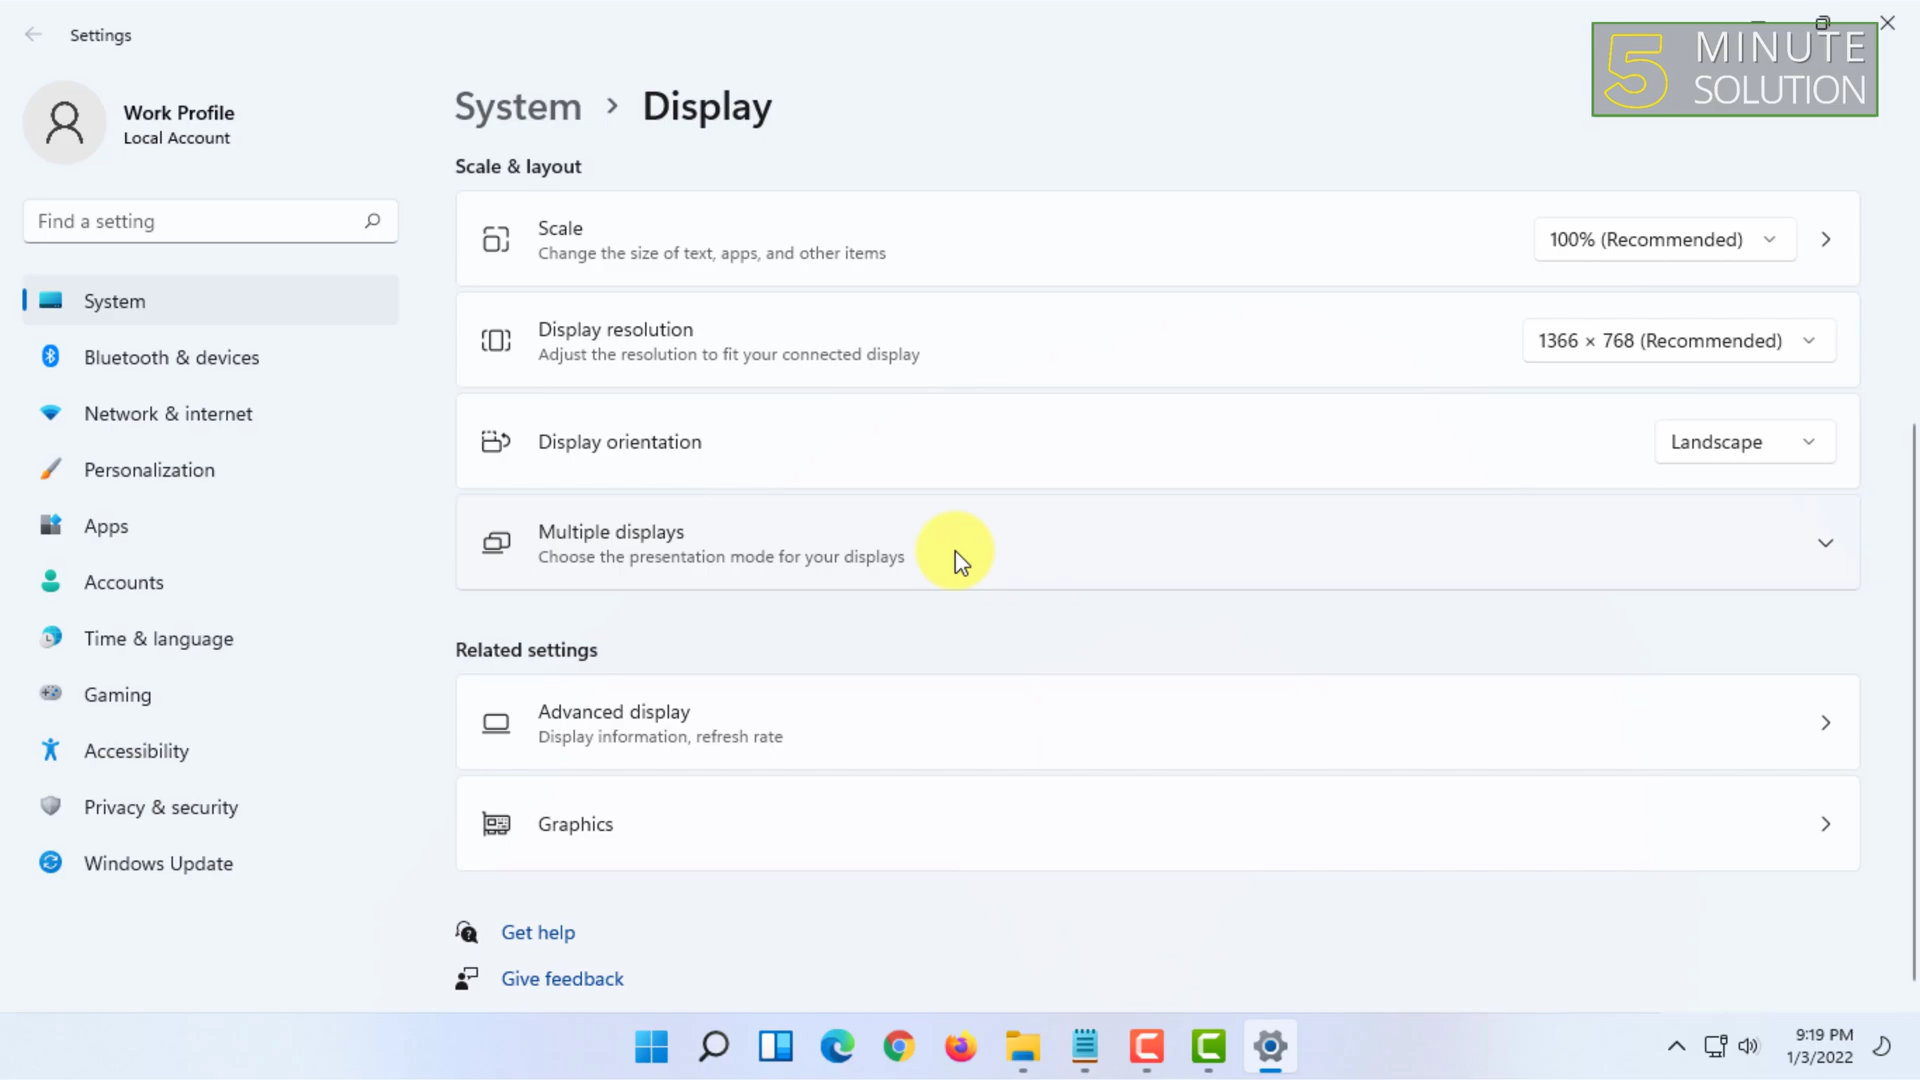 Settings
5 MINUTE
SOLUTION
Work Profile
Local Account
Find a setting
System
Bluetooth & devices
Network & internet
Personalization
Apps
Accounts
Time & language
Gaming
Accessibility
Privacy & security
Windows Update
System > Display
Scale & layout
Scale
Change the size of text, apps, and other items
100% (Recommended)
Display resolution
Adjust the resolution to fit your connected display
1366 × 768 (Recommended)
Display orientation
Landscape
Multiple displays
Choose the presentation mode for your displays
Related settings
Advanced display
Display information, refresh rate
Graphics
Get help
Give feedback
9:19 PM
1/3/2022